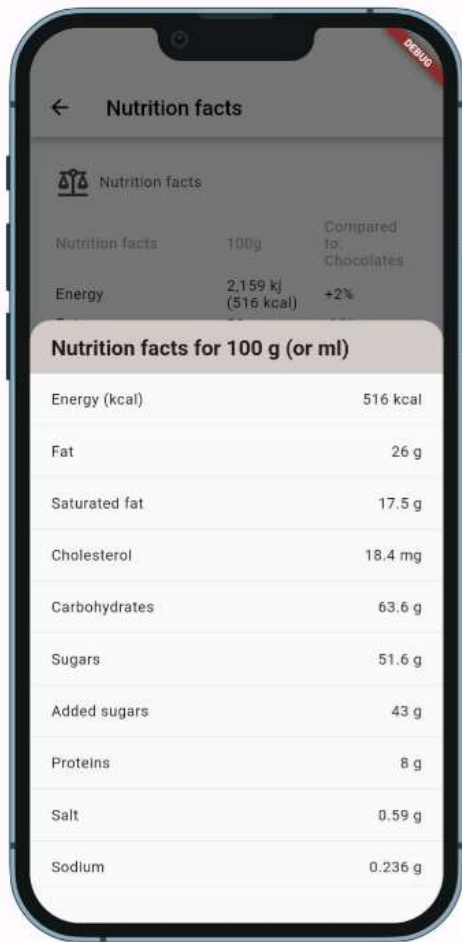 DEBUG
Nutrition facts
Nutrition facts
Nutrition facts 100g Compared to: Chocolates
Energy 2,159 kj (516 kcal) +2%
Nutrition facts for 100 g (or ml)
Energy (kcal) 516 kcal
Fat 26 g
Saturated fat 17.5 g
Cholesterol 18.4 mg
Carbohydrates 63.6 g
Sugars 51.6 g
Added sugars 43 g
Proteins 8 g
Salt 0.59 g
Sodium 0.236 g